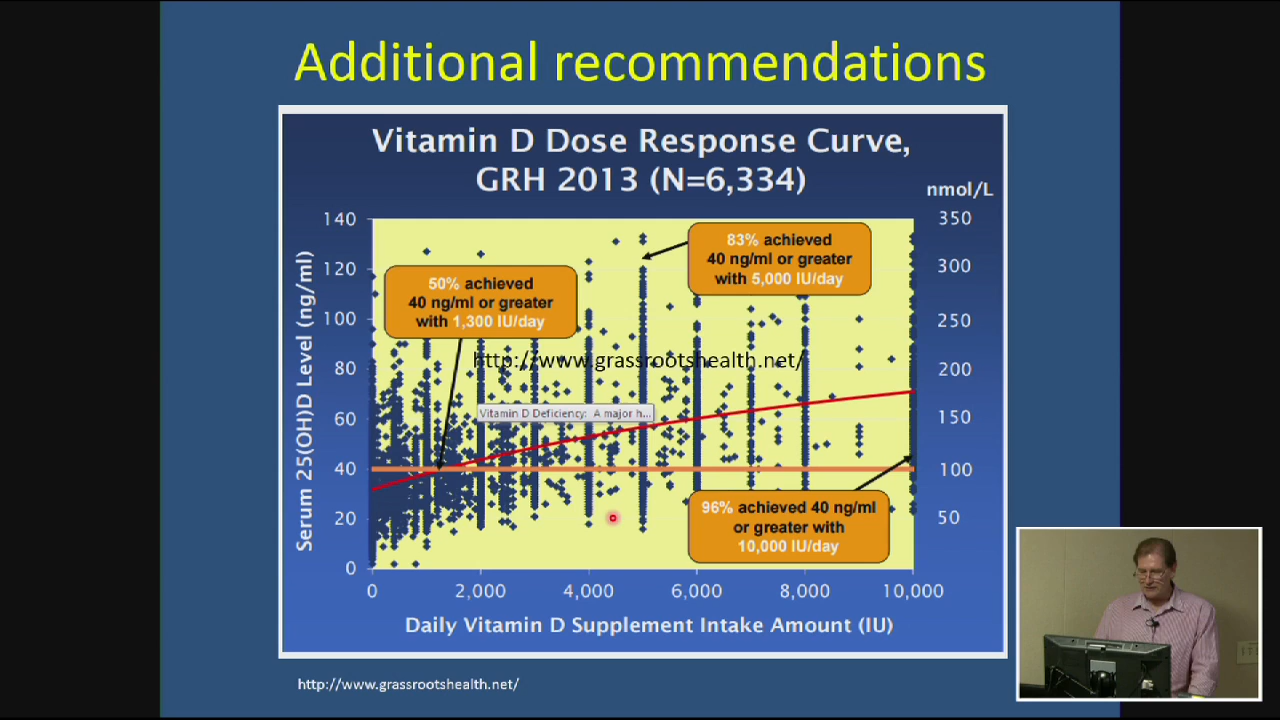 Additional recommendations
Vitamin D Dose Response Curve,
GRH 2013 (N=6,334)
nmol/L
140
120
100
80
60
40
20
0
Serum 25(OH)D Level (ng/ml)
350
300
250
200
150
100
50
50% achieved
40 ng/ml or greater
with 1,300 IU/day
83% achieved
40 ng/ml or greater
with 5,000 IU/day
http://www.grassrootshealth.net/
Vitamin D Deficiency: A major h...
96% achieved 40 ng/ml
or greater with
10,000 IU/day
0
2,000
4,000
6,000
8,000
10,000
Daily Vitamin D Supplement Intake Amount (IU)
http://www.grassrootshealth.net/